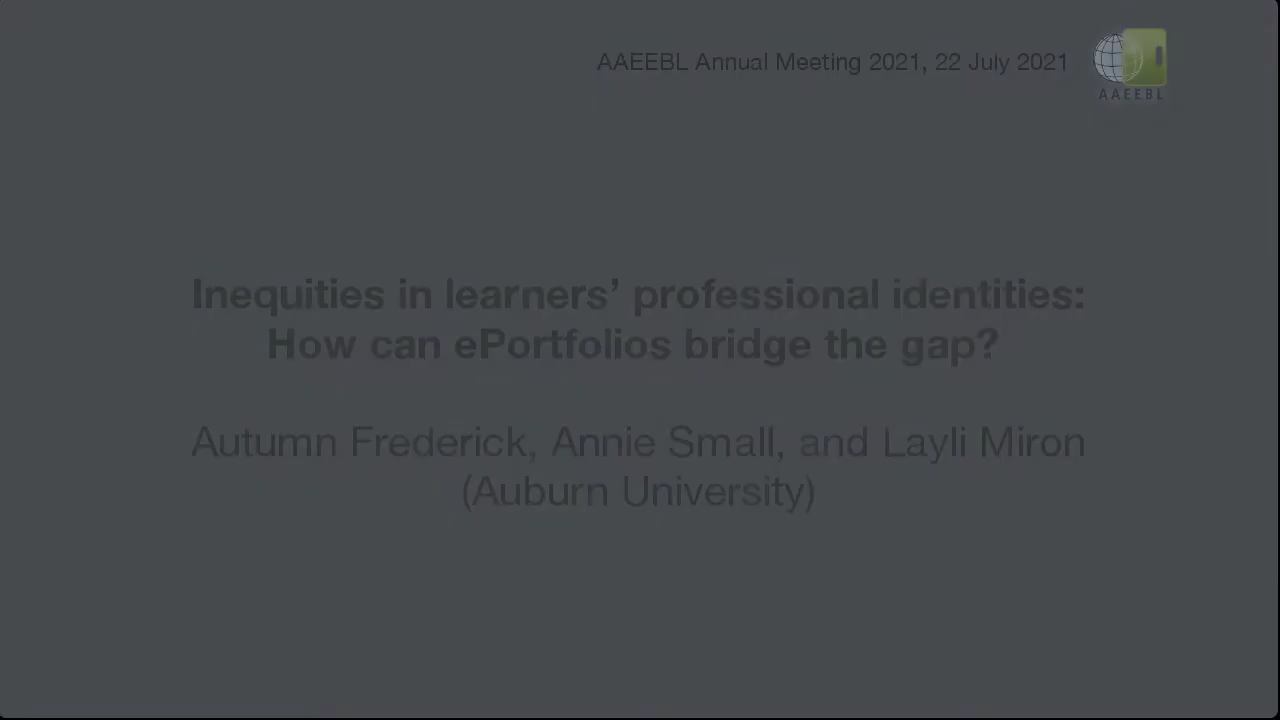 AAEEBL Annual Meeting 2021, 22 July 2021
AAEEBL
Inequities in learners’ professional identities:
How can ePortfolios bridge the gap?
Autumn Frederick, Annie Small, and Layli Miron
(Auburn University)